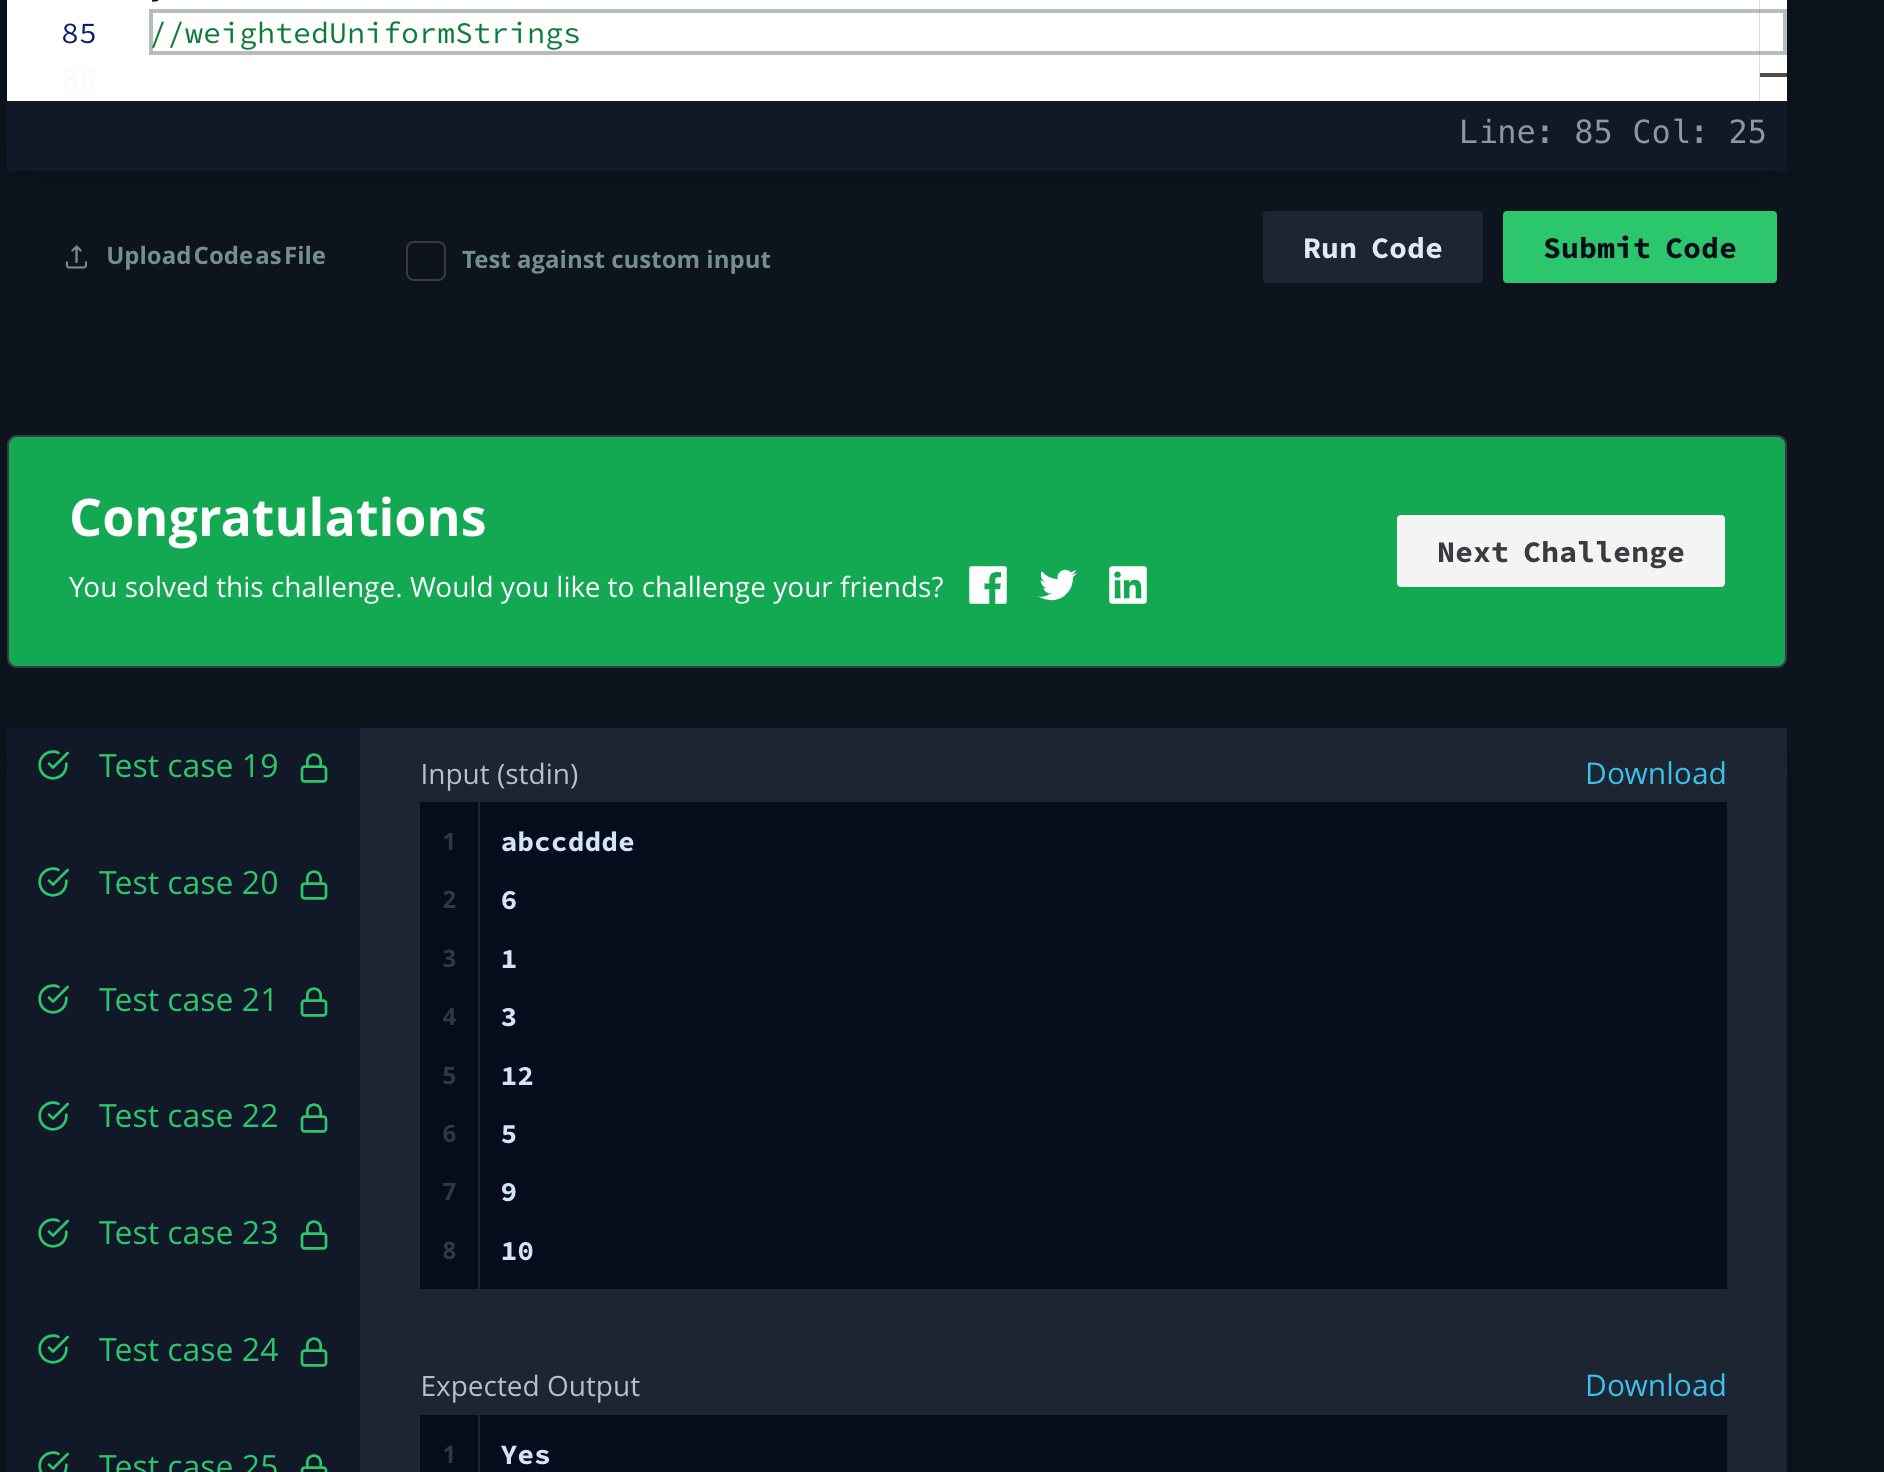 85 //weightedUniformStrings
86
Line: 85 Col: 25
Upload Code as File
Test against custom input
Run Code
Submit Code
Congratulations
You solved this challenge. Would you like to challenge your friends?
Next Challenge
Test case 19
Test case 20
Test case 21
Test case 22
Test case 23
Test case 24
Test case 25
Input (stdin)
Download
1 abccddde
2 6
3 1
4 3
5 12
6 5
7 9
8 10
Expected Output
Download
1 Yes